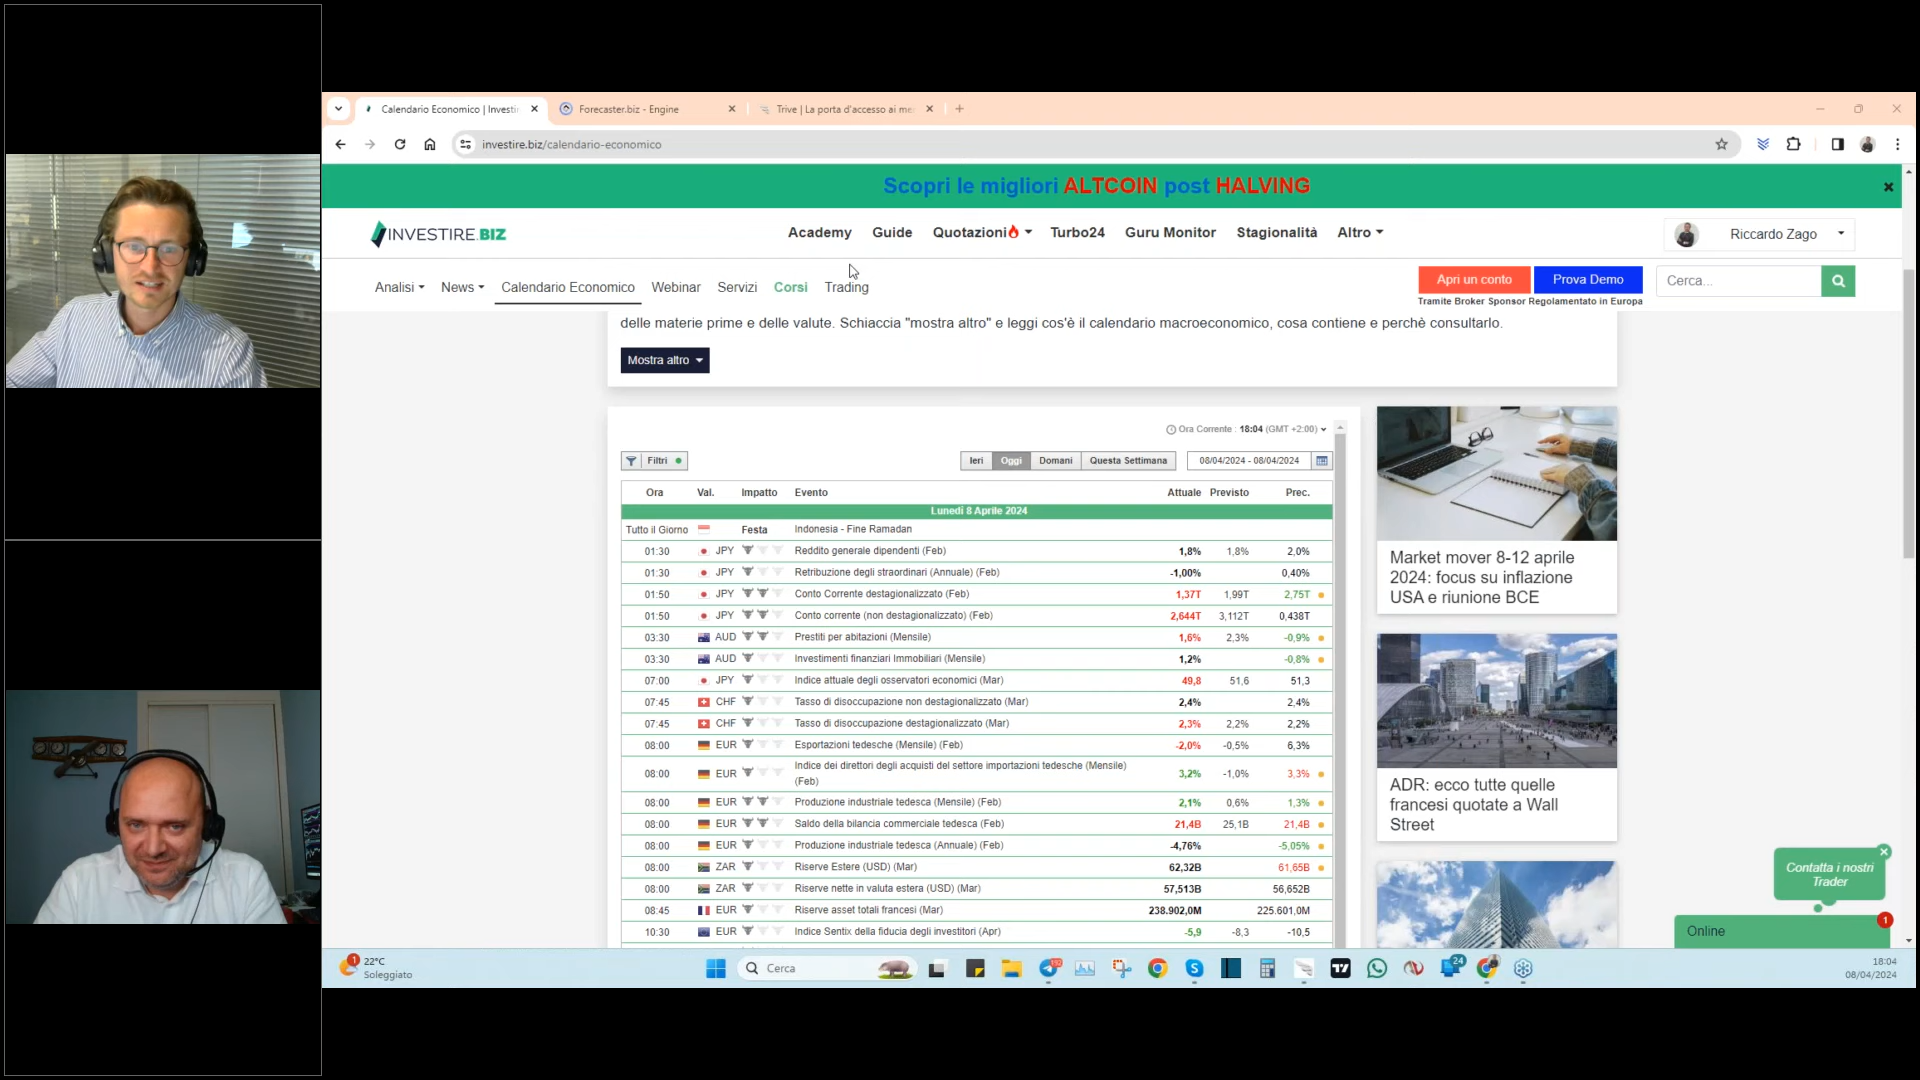 Calendario Economico | Investir
Forecaster.biz - Engine
Trive | La porta d'accesso ai me
investire.biz/calendario-economico
Scopri le migliori ALTCOIN post HALVING
INVESTIRE.BIZ
Academy
Guide
Quotazioni
Turbo24
Guru Monitor
Stagionalità
Altro
Riccardo Zago
Analisi
News
Calendario Economico
Webinar
Servizi
Corsi
Trading
Apri un conto
Prova Demo
Cerca...
Tramite Broker Sponsor Regolamentato in Europa
delle materie prime e delle valute. Schiaccia "mostra altro" e leggi cos'è il calendario macroeconomico, cosa contiene e perchè consultarlo.
Mostra altro
Ora Corrente : 18:04 (GMT +2:00)
Filtri
Ieri Oggi Domani Questa Settimana 08/04/2024 - 08/04/2024
Ora Val. Impatto Evento Attuale Previsto Prec.
Lunedì 8 Aprile 2024
Tutto il Giorno Festa Indonesia - Fine Ramadan
01:30 JPY Reddito generale dipendenti (Feb) 1,8% 1,8% 2,0%
01:30 JPY Retribuzione degli straordinari (Annuale) (Feb) -1,00% 0,40%
01:50 JPY Conto Corrente destagionalizzato (Feb) 1,37T 1,99T 2,75T
01:50 JPY Conto corrente (non destagionalizzato) (Feb) 2,644T 3,112T 0,438T
03:30 AUD Prestiti per abitazioni (Mensile) 1,6% 2,3% -0,9%
03:30 AUD Investimenti finanziari Immobiliari (Mensile) 1,2% -0,8%
07:00 JPY Indice attuale degli osservatori economici (Mar) 49,8 51,6 51,3
07:45 CHF Tasso di disoccupazione non destagionalizzato (Mar) 2,4% 2,4%
07:45 CHF Tasso di disoccupazione destagionalizzato (Mar) 2,3% 2,2% 2,2%
08:00 EUR Esportazioni tedesche (Mensile) (Feb) -2,0% -0,5% 6,3%
08:00 EUR Indice dei direttori degli acquisti del settore importazioni tedesche (Mensile) 3,2% -1,0% 3,3%
(Feb)
08:00 EUR Produzione industriale tedesca (Mensile) (Feb) 2,1% 0,6% 1,3%
08:00 EUR Saldo della bilancia commerciale tedesca (Feb) 21,4B 25,1B 21,4B
08:00 EUR Produzione industriale tedesca (Annuale) (Feb) -4,76% -5,05%
08:00 ZAR Riserve Estere (USD) (Mar) 62,32B 61,65B
08:00 ZAR Riserve nette in valuta estera (USD) (Mar) 57,513B 56,652B
08:45 EUR Riserve asset totali francesi (Mar) 238.902,0M 225.601,0M
10:30 EUR Indice Sentix della fiducia degli investitori (Apr) -5,9 -8,3 -10,5
Market mover 8-12 aprile
2024: focus su inflazione
USA e riunione BCE
ADR: ecco tutte quelle
francesi quotate a Wall
Street
Contatta i nostri
Trader
Online
1
1
22°C
Soleggiato
Cerca
192
24
18:04
08/04/2024